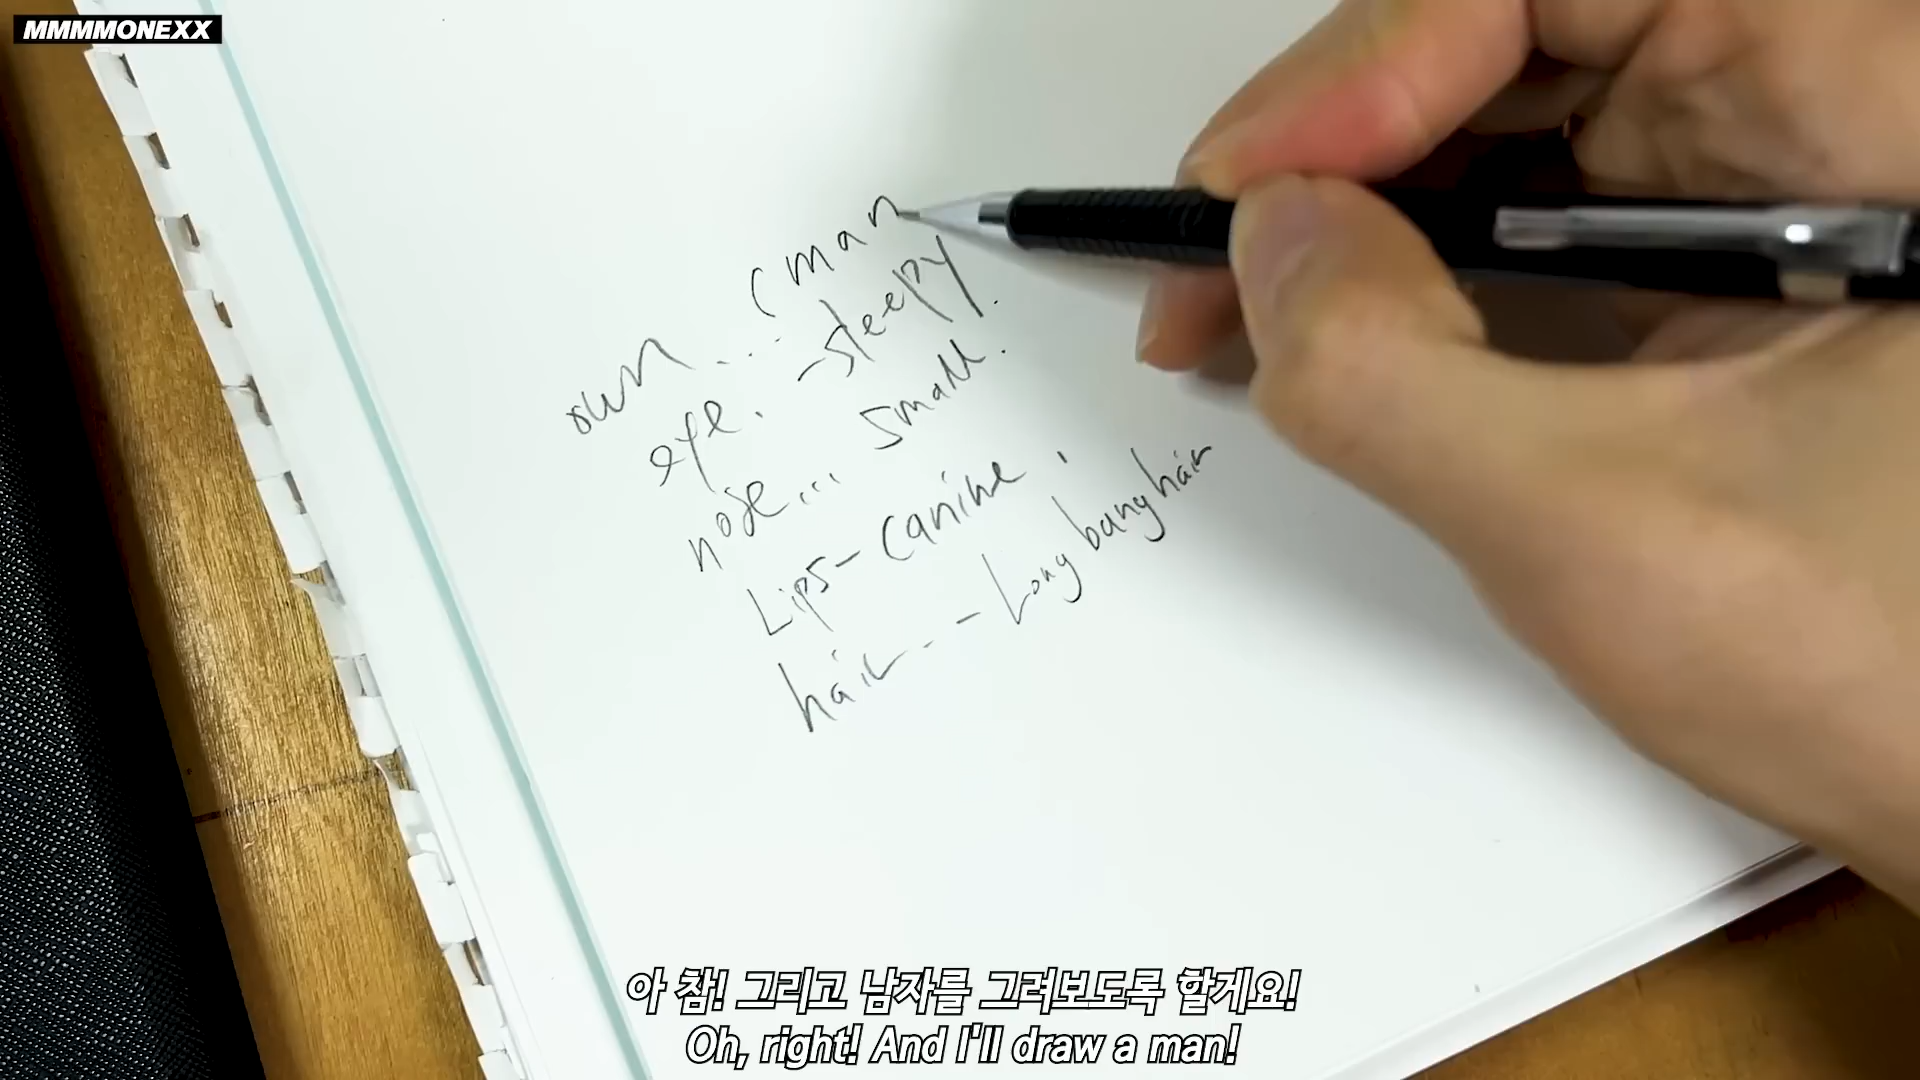 MMMMONEXX
(man
own...
eye. - sleepy.
nose... small.
Lips - canine.
hair -- Long bang hair
아 참! 그리고 남자를 그려보도록 할게요!
Oh, right! And I'll draw a man!